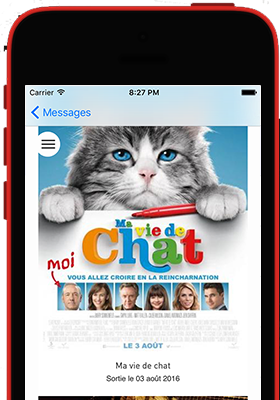 Carrier 8:27 PM
Messages
Ma vie de
Chat
moi
VOUS ALLEZ CROIRE EN LA RÉINCHARNATION
LE 3 AOÛT
Ma vie de chat
Sortie le 03 août 2016